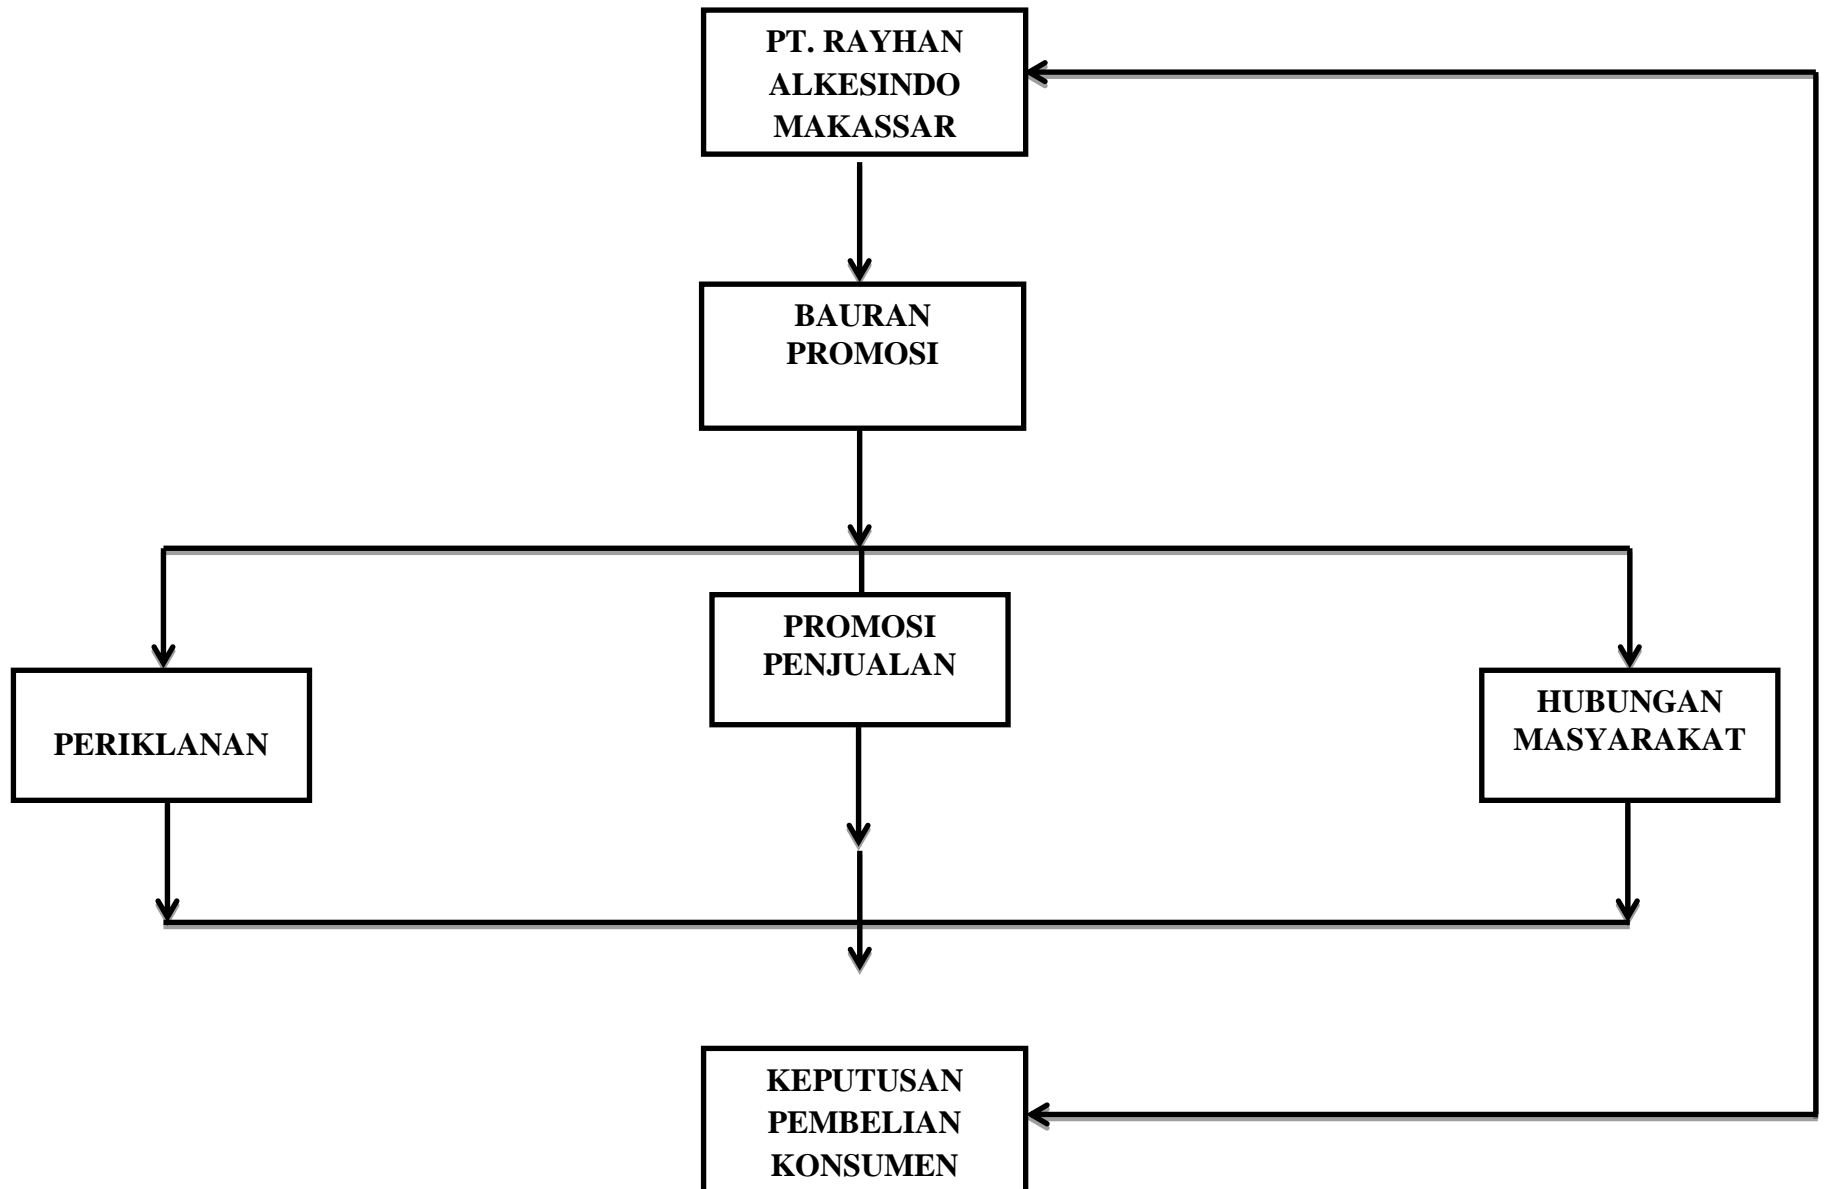 PT. RAYHAN
ALKESINDO
MAKASSAR
BAURAN
PROMOSI
PROMOSI
PENJUALAN
PERIKLANAN
HUBUNGAN
MASYARAKAT
KEPUTUSAN
PEMBELIAN
KONSUMEN